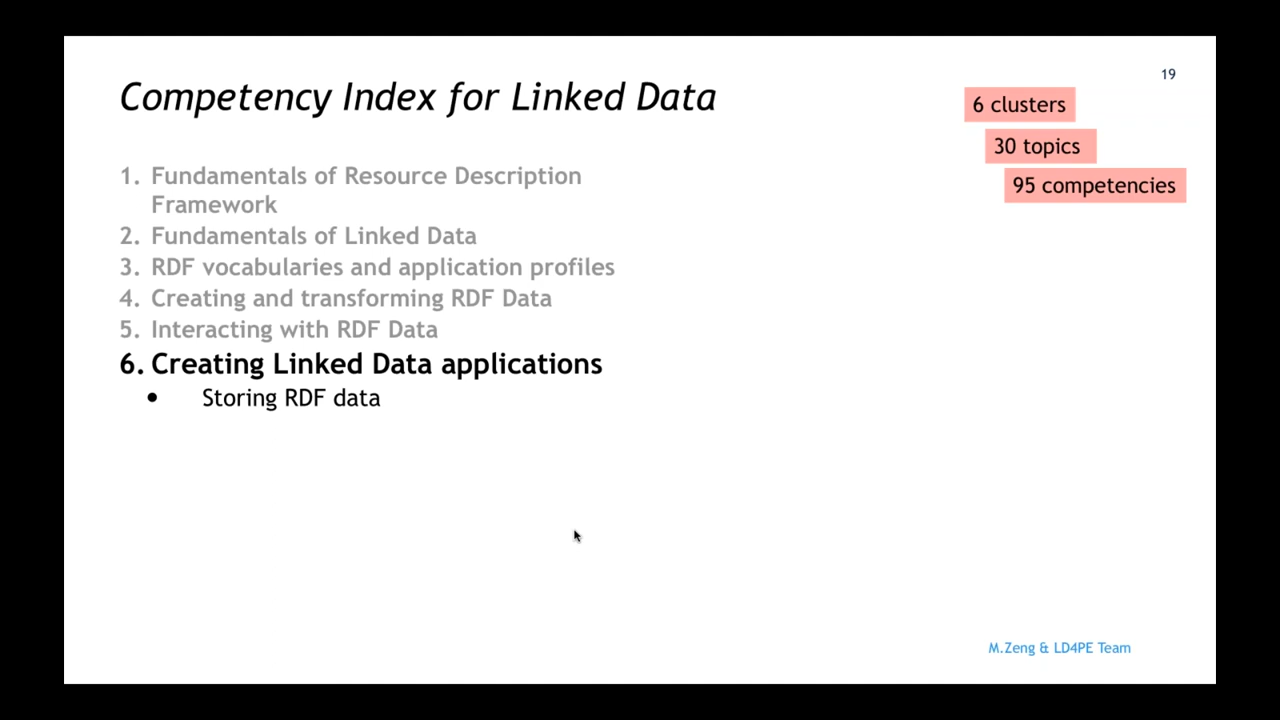 19
Competency Index for Linked Data
6 clusters
30 topics
95 competencies
1. Fundamentals of Resource Description
Framework
2. Fundamentals of Linked Data
3. RDF vocabularies and application profiles
4. Creating and transforming RDF Data
5. Interacting with RDF Data
6. Creating Linked Data applications
• Storing RDF data
M.Zeng & LD4PE Team